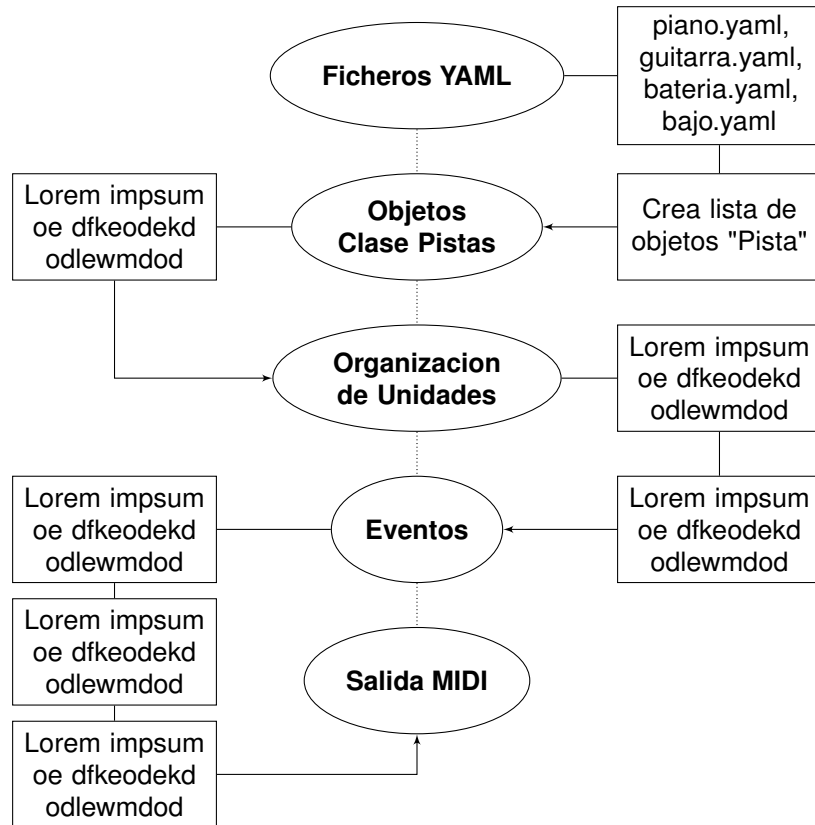 Ficheros YAML
piano.yaml,
guitarra.yaml,
bateria.yaml,
bajo.yaml
Lorem impsum
oe dfkeodekd
odlewmdod
Objetos
Clase Pistas
Crea lista de
objetos "Pista"
Organizacion
de Unidades
Lorem impsum
oe dfkeodekd
odlewmdod
Lorem impsum
oe dfkeodekd
odlewmdod
Eventos
Lorem impsum
oe dfkeodekd
odlewmdod
Lorem impsum
oe dfkeodekd
odlewmdod
Salida MIDI
Lorem impsum
oe dfkeodekd
odlewmdod